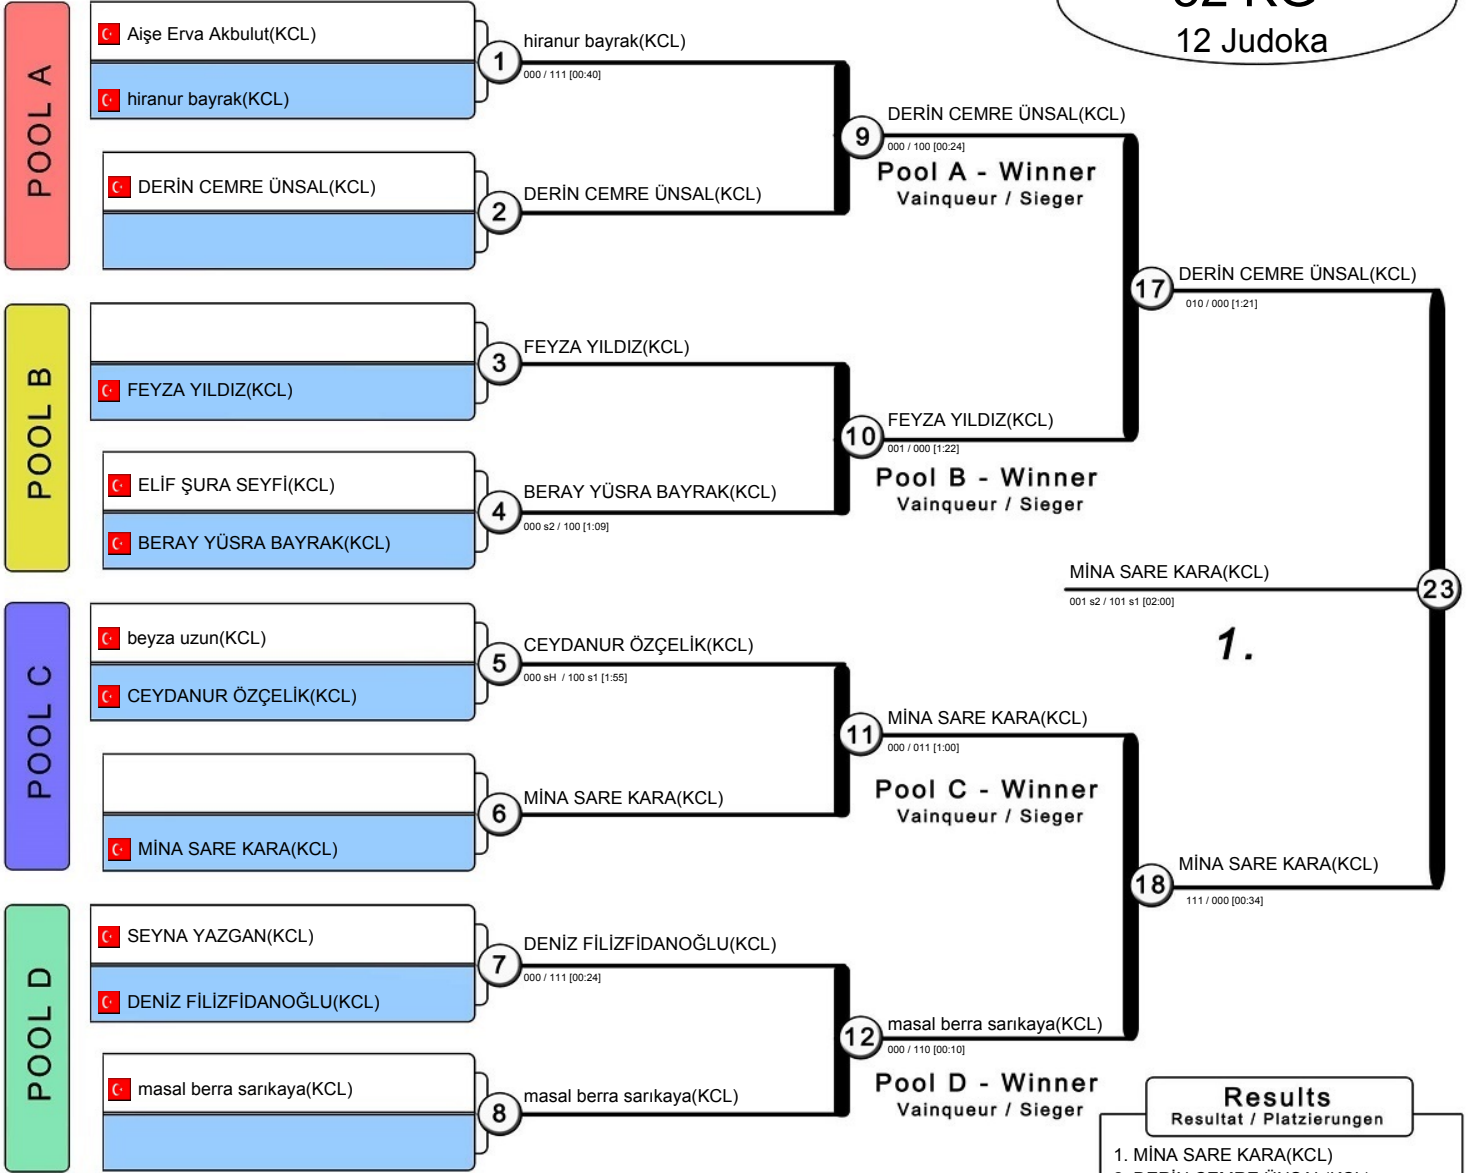 12 Judoka
POOL A
Aişe Erva Akbulut(KCL)
hiranur bayrak(KCL)
1
hiranur bayrak(KCL)
000 / 111 [00:40]
DERİN CEMRE ÜNSAL(KCL)
2
DERİN CEMRE ÜNSAL(KCL)
9
DERİN CEMRE ÜNSAL(KCL)
000 / 100 [00:24]
Pool A - Winner
Vainqueur / Sieger
POOL B
3
FEYZA YILDIZ(KCL)
FEYZA YILDIZ(KCL)
ELİF ŞURA SEYFİ(KCL)
BERAY YÜSRA BAYRAK(KCL)
4
BERAY YÜSRA BAYRAK(KCL)
000 s2 / 100 [1:09]
10
FEYZA YILDIZ(KCL)
001 / 000 [1:22]
Pool B - Winner
Vainqueur / Sieger
17
DERİN CEMRE ÜNSAL(KCL)
010 / 000 [1:21]
POOL C
beyza uzun(KCL)
CEYDANUR ÖZÇELİK(KCL)
5
CEYDANUR ÖZÇELİK(KCL)
000 sH / 100 s1 [1:55]
6
MİNA SARE KARA(KCL)
MİNA SARE KARA(KCL)
11
MİNA SARE KARA(KCL)
000 / 011 [1:00]
Pool C - Winner
Vainqueur / Sieger
MİNA SARE KARA(KCL)
23
001 s2 / 101 s1 [02:00]
1.
POOL D
SEYNA YAZGAN(KCL)
DENİZ FİLİZFİDANOĞLU(KCL)
7
DENİZ FİLİZFİDANOĞLU(KCL)
000 / 111 [00:24]
masal berra sarıkaya(KCL)
8
masal berra sarıkaya(KCL)
12
masal berra sarıkaya(KCL)
000 / 110 [00:10]
Pool D - Winner
Vainqueur / Sieger
18
MİNA SARE KARA(KCL)
111 / 000 [00:34]
Results
Resultat / Platzierungen
1. MİNA SARE KARA(KCL)